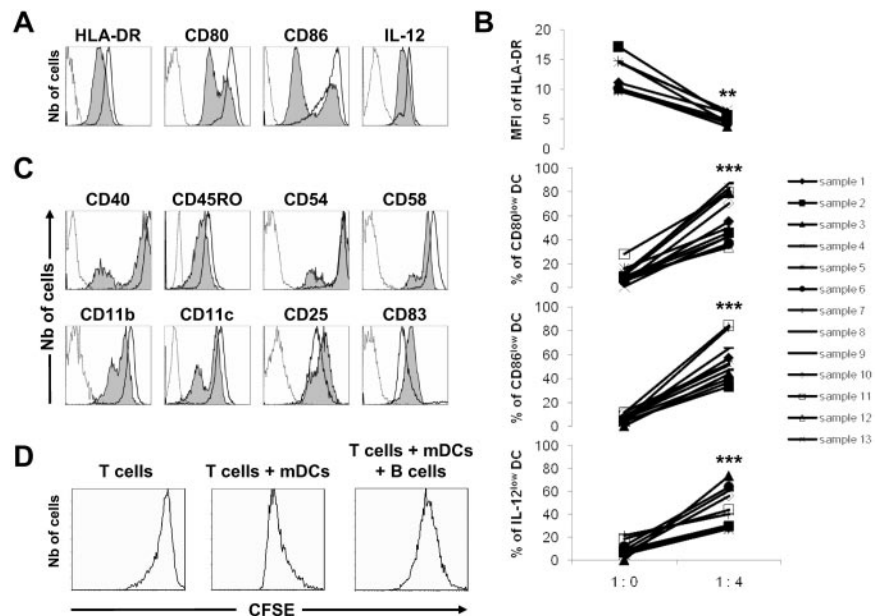 A
HLA-DR
CD80
CD86
IL-12
Nb of cells
B
MFI of HLA-DR
20
15
10
5
0
**
% of CD80low DC
100
80
60
40
20
0
***
% of CD86low DC
100
80
60
40
20
0
***
% of IL-12low DC
100
80
60
40
20
0
***
1 : 0
1 : 4
sample 1
sample 2
sample 3
sample 4
sample 5
sample 6
sample 7
sample 8
sample 9
sample 10
sample 11
sample 12
sample 13
C
CD40
CD45RO
CD54
CD58
Nb of cells
CD11b
CD11c
CD25
CD83
D
T cells
T cells + mDCs
T cells + mDCs
+ B cells
Nb of cells
CFSE